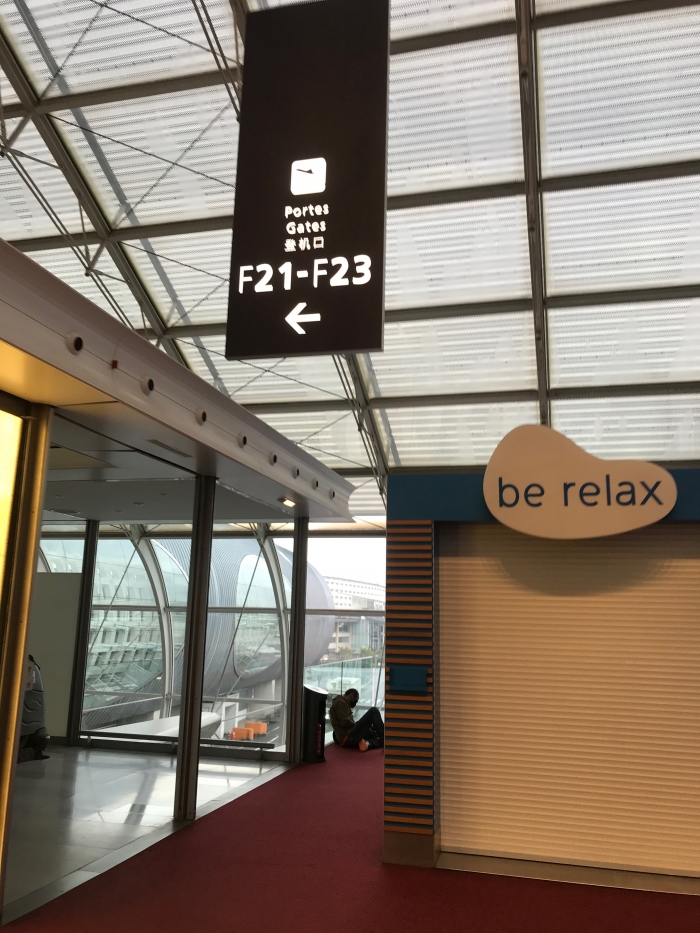 Portes
Gates
登机口
F21-F23
be relax